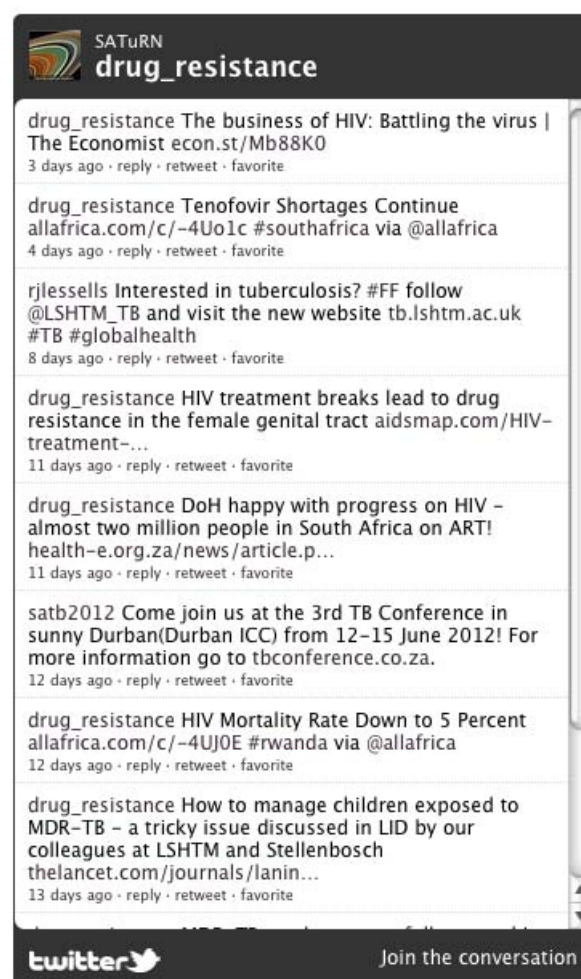 SATuRN
drug_resistance
drug_resistance The business of HIV: Battling the virus |
The Economist econ.st/Mb88K0
3 days ago · reply · retweet · favorite
drug_resistance Tenofovir Shortages Continue
allafrica.com/c/-4Uo1c #southafrica via @allafrica
4 days ago · reply · retweet · favorite
rjlessells Interested in tuberculosis? #FF follow
@LSHTM_TB and visit the new website tb.lshtm.ac.uk
#TB #globalhealth
8 days ago · reply · retweet · favorite
drug_resistance HIV treatment breaks lead to drug
resistance in the female genital tract aidsmap.com/HIV-
treatment-...
11 days ago · reply · retweet · favorite
drug_resistance DoH happy with progress on HIV -
almost two million people in South Africa on ART!
health-e.org.za/news/article.p...
11 days ago · reply · retweet · favorite
satb2012 Come join us at the 3rd TB Conference in
sunny Durban(Durban ICC) from 12-15 June 2012! For
more information go to tbconference.co.za.
12 days ago · reply · retweet · favorite
drug_resistance HIV Mortality Rate Down to 5 Percent
allafrica.com/c/-4UJ0E #rwanda via @allafrica
12 days ago · reply · retweet · favorite
drug_resistance How to manage children exposed to
MDR-TB - a tricky issue discussed in LID by our
colleagues at LSHTM and Stellenbosch
thelancet.com/journals/lanin...
13 days ago · reply · retweet · favorite
twitter
Join the conversation